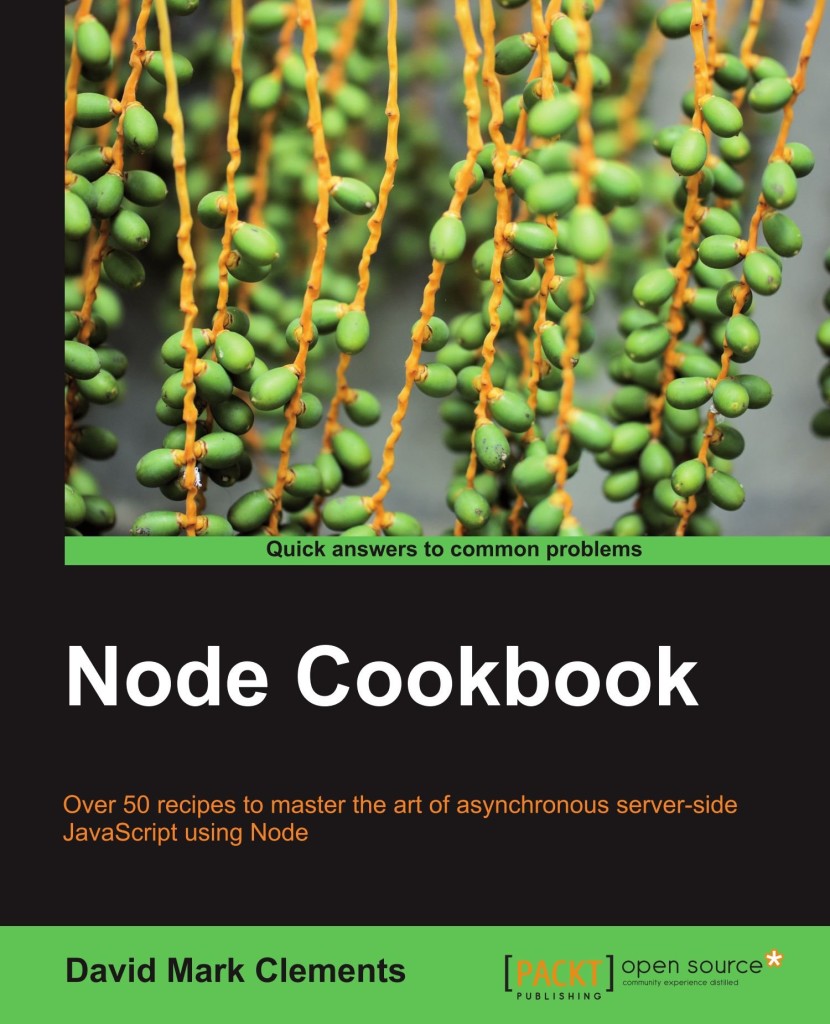 Quick answers to common problems
Node Cookbook
Over 50 recipes to master the art of asynchronous server-side
JavaScript using Node
David Mark Clements
[PACKT] open source*
PUBLISHING community experience distilled